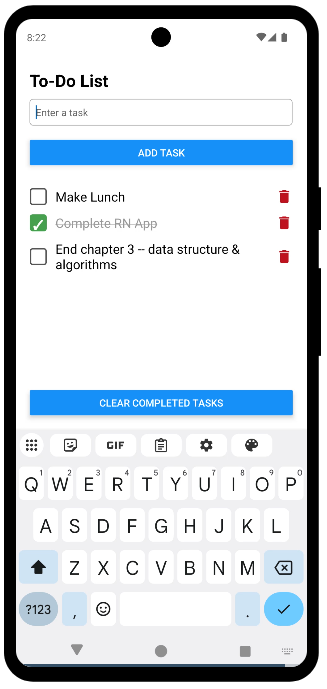 8:22
To-Do List
Enter a task
ADD TASK
Make Lunch
Complete RN App
End chapter 3 -- data structure &
algorithms
CLEAR COMPLETED TASKS
GIF
1 2 3 4 5 6 7 8 9 0
Q W E R T Y U I O P
A S D F G H J K L
Z X C V B N M
?123 , .